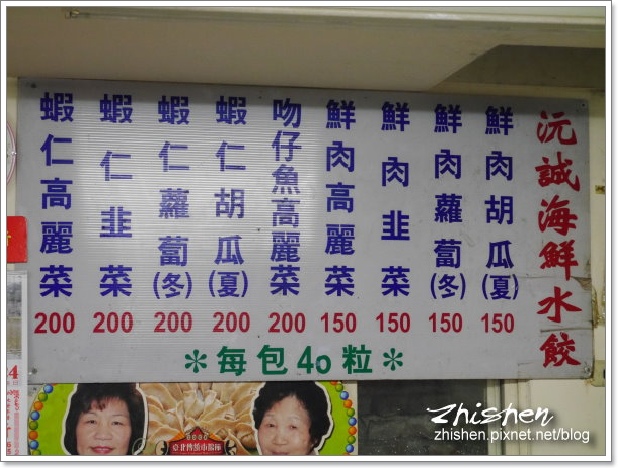 沅誠海鮮水餃
鮮肉胡瓜(夏)
150
鮮肉蘿蔔(冬)
150
鮮肉韭菜
150
鮮肉高麗菜
150
吻仔魚高麗菜
200
蝦仁胡瓜(夏)
200
蝦仁蘿蔔(冬)
200
蝦仁韭菜
200
蝦仁高麗菜
200
＊每包40粒＊
4
Zhishen
zhishen.pixnet.net/blog